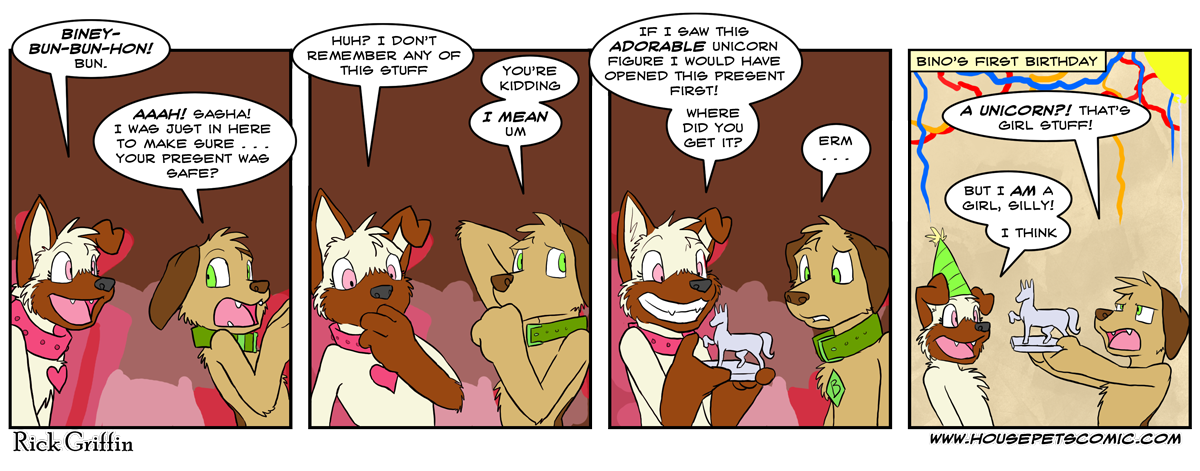 BINEY-
BUN-BUN-HON!
BUN.
AAAH! SASHA!
I WAS JUST IN HERE
TO MAKE SURE . . .
YOUR PRESENT WAS
SAFE?
HUH? I DON'T
REMEMBER ANY OF
THIS STUFF
YOU'RE
KIDDING
I MEAN
UM
IF I SAW THIS
ADORABLE UNICORN
FIGURE I WOULD HAVE
OPENED THIS PRESENT
FIRST!
WHERE
DID YOU
GET IT?
ERM
. . .
B
BINO'S FIRST BIRTHDAY
A UNICORN?! THAT'S
GIRL STUFF!
BUT I AM A
GIRL, SILLY!
I THINK
Rick Griffin
WWW.HOUSEPETSCOMIC.COM